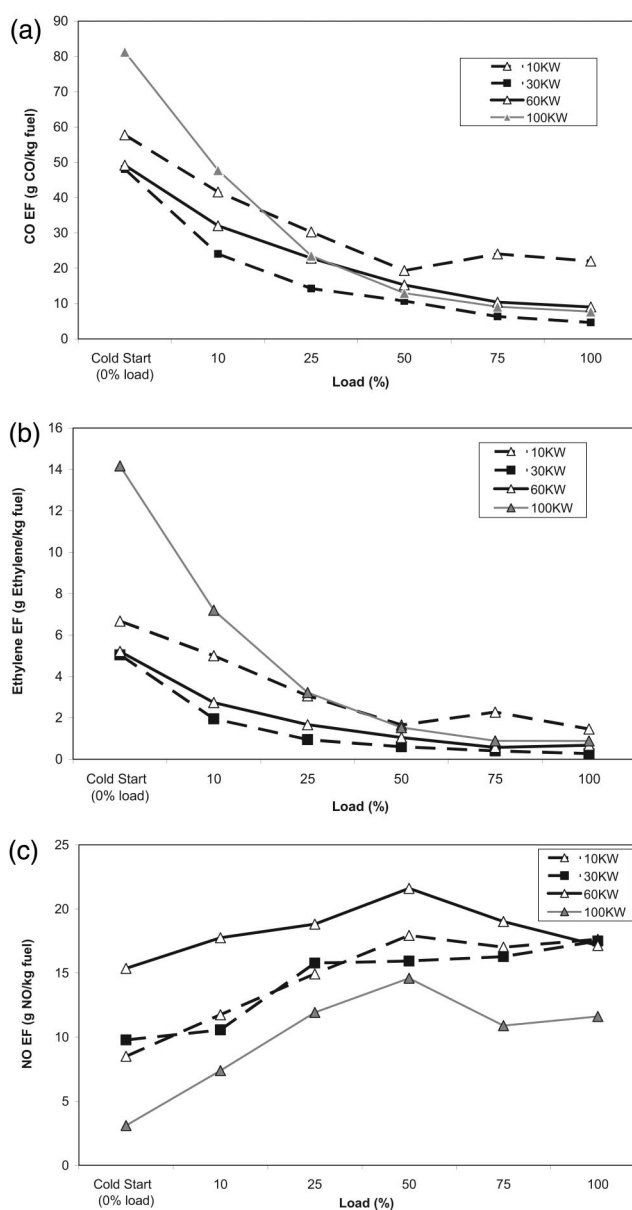 (a)
90
80
70
60
50
40
30
20
10
0
CO EF (g CO/kg fuel)
10KW
30KW
60KW
100KW
Cold Start
(0% load)
10
25
50
75
100
Load (%)
(b)
16
14
12
10
8
6
4
2
0
Ethylene EF (g Ethylene/kg fuel)
10KW
30KW
60KW
100KW
Cold Start
(0% load)
10
25
50
75
100
Load (%)
(c)
25
20
15
10
5
0
NO EF (g NO/kg fuel)
10KW
30KW
60KW
100KW
Cold Start
(0% load)
10
25
50
75
100
Load (%)